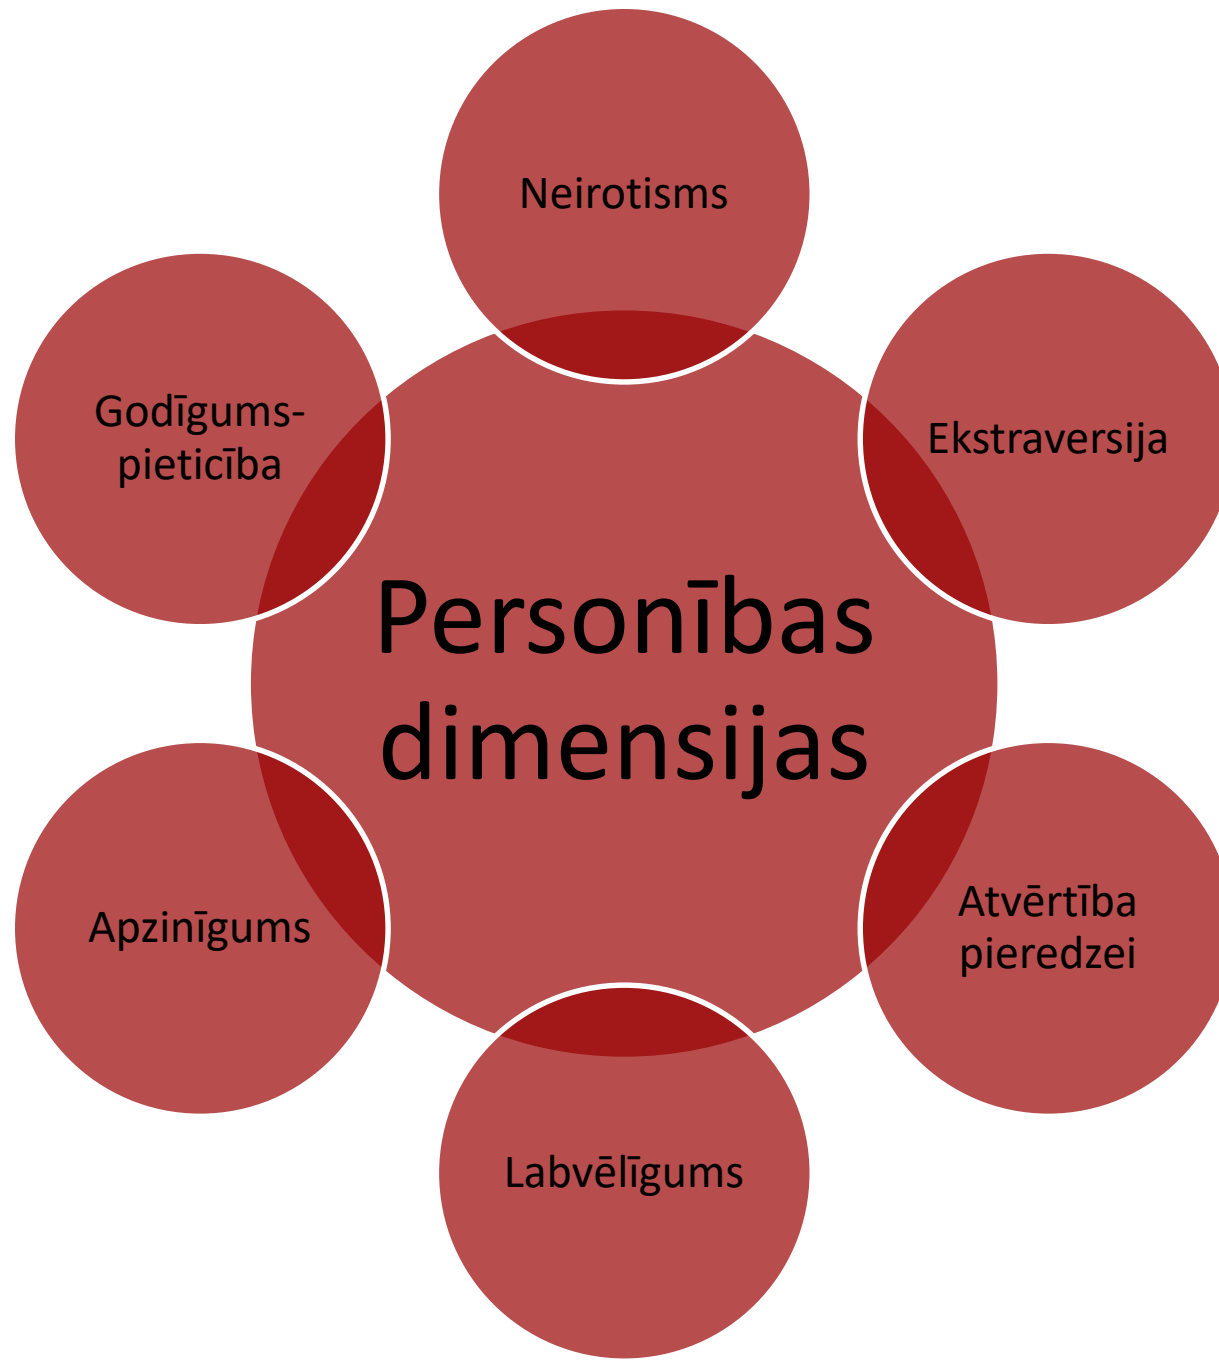 Neirotisms
Godīgums-
pieticība
Ekstraversija
Personības
dimensijas
Apzinīgums
Atvērtība
pieredzei
Labvēlīgums